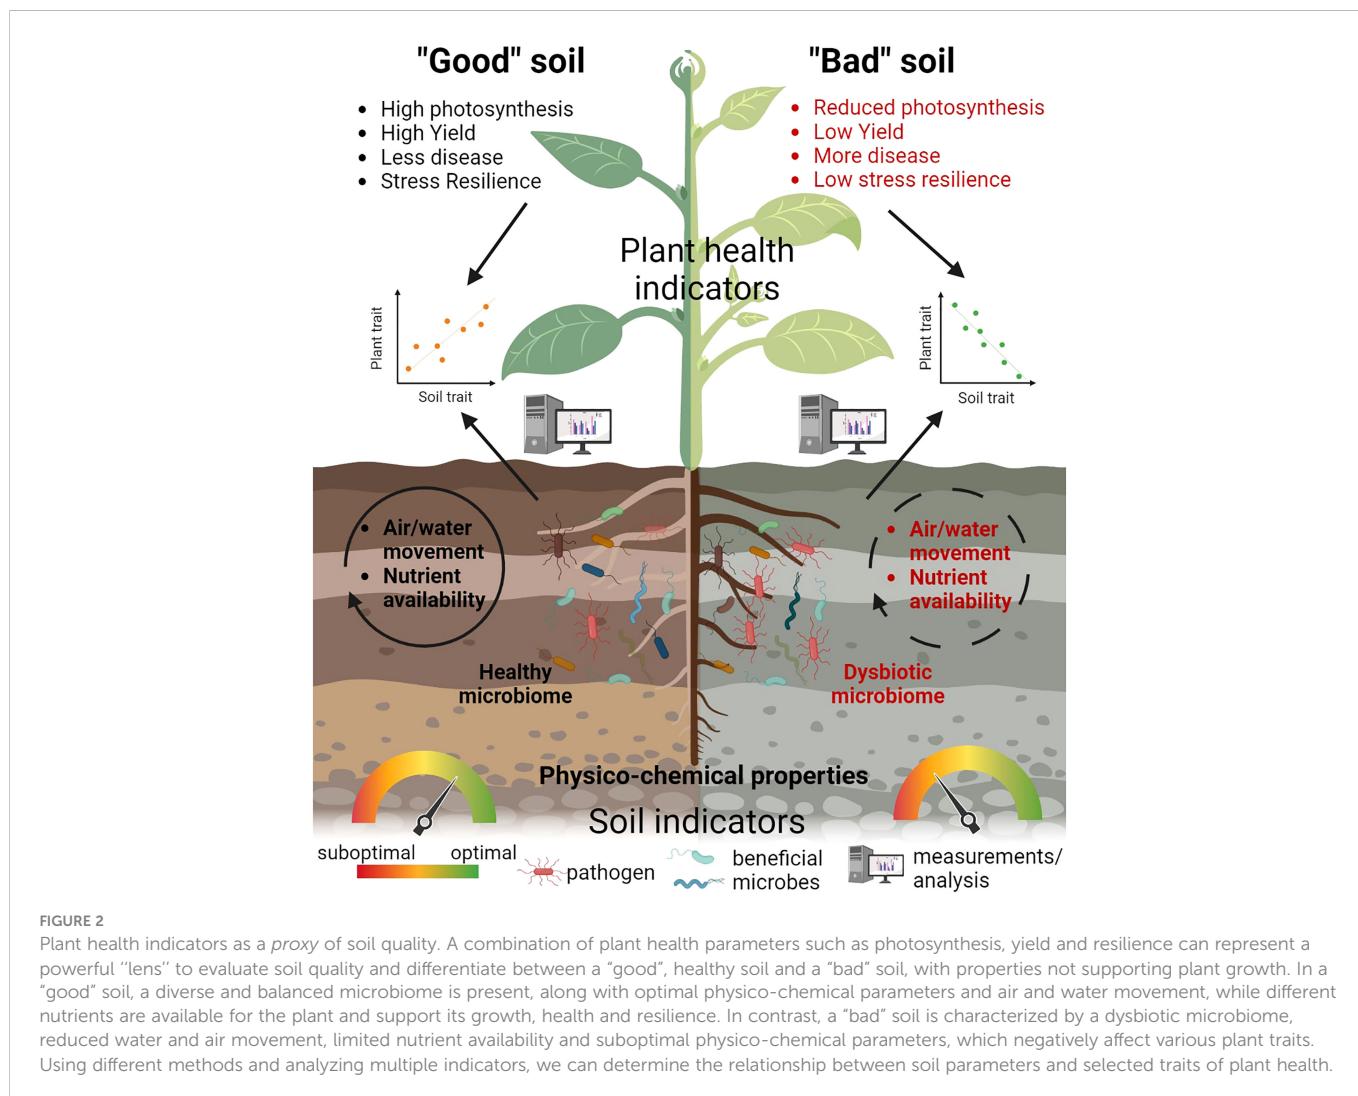 "Good" soil
• High photosynthesis
• High Yield
• Less disease
• Stress Resilience
"Bad" soil
• Reduced photosynthesis
• Low Yield
• More disease
• Low stress resilience
Plant health
indicators
Plant trait
Soil trait
Plant trait
Soil trait
• Air/water
movement
• Nutrient
availability
• Air/water
movement
• Nutrient
availability
Healthy
microbiome
Dysbiotic
microbiome
Physico-chemical properties
Soil indicators
suboptimal optimal
pathogen
beneficial
microbes
measurements/
analysis
FIGURE 2
Plant health indicators as a proxy of soil quality. A combination of plant health parameters such as photosynthesis, yield and resilience can represent a
powerful ‘‘lens’’ to evaluate soil quality and differentiate between a “good”, healthy soil and a “bad” soil, with properties not supporting plant growth. In a
“good” soil, a diverse and balanced microbiome is present, along with optimal physico-chemical parameters and air and water movement, while different
nutrients are available for the plant and support its growth, health and resilience. In contrast, a “bad” soil is characterized by a dysbiotic microbiome,
reduced water and air movement, limited nutrient availability and suboptimal physico-chemical parameters, which negatively affect various plant traits.
Using different methods and analyzing multiple indicators, we can determine the relationship between soil parameters and selected traits of plant health.